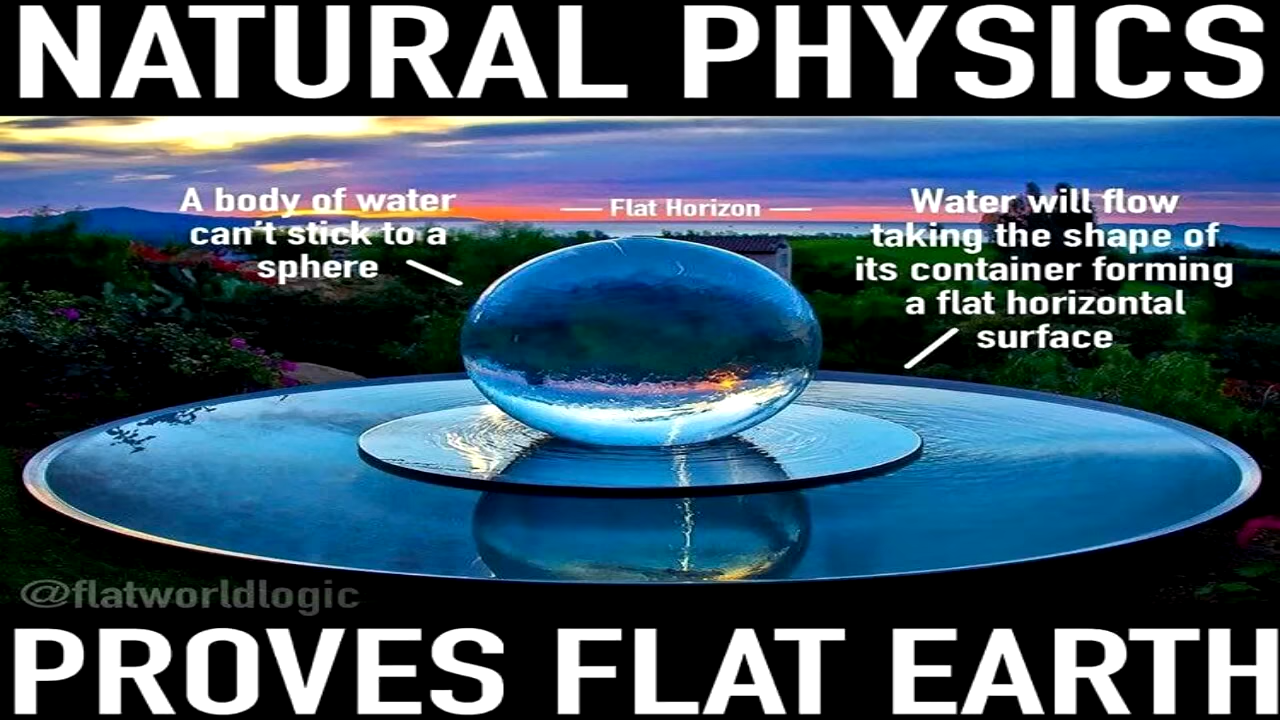 NATURAL PHYSICS
A body of water
can't stick to a
sphere
Flat Horizon
Water will flow
taking the shape of
its container forming
a flat horizontal
surface
@flatworldlogic
PROVES FLAT EARTH